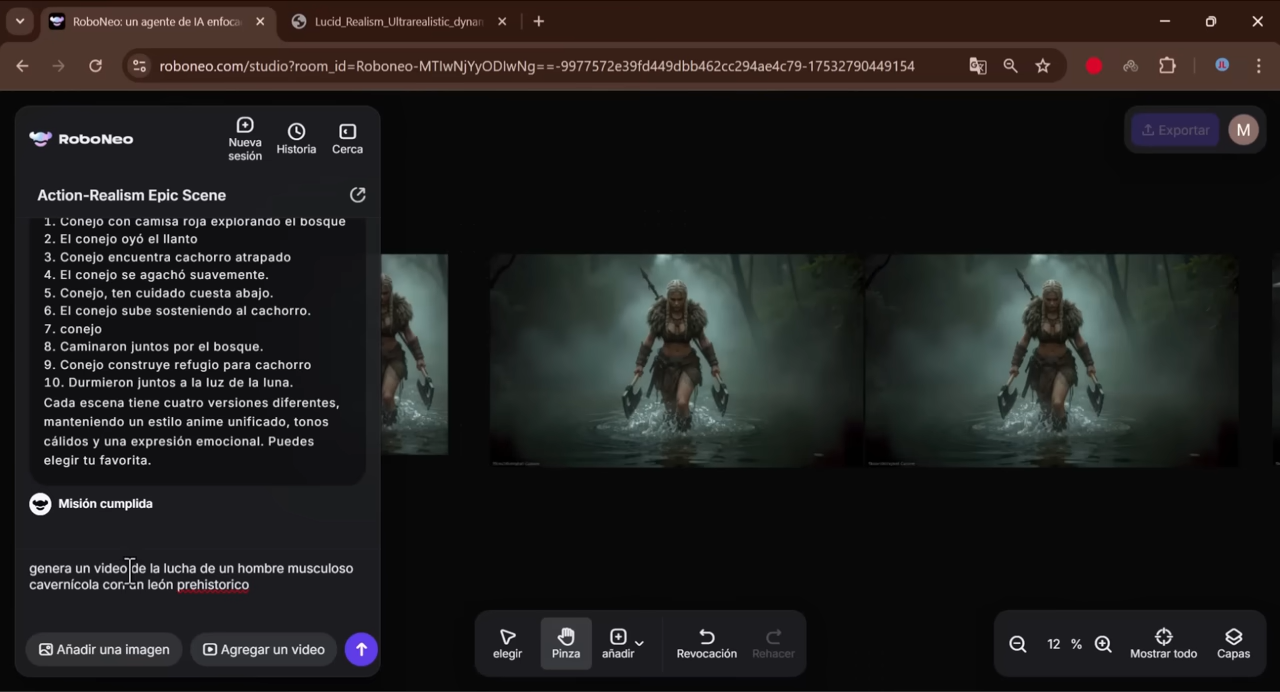 RoboNeo: un agente de IA enfoca
Lucid_Realism_Ultrarealistic_dynan
roboneo.com/studio?room_id=Roboneo-MTIwNjYyODIwNg==-9977572e39fd449dbb462cc294ae4c79-17532790449154
RoboNeo
Nueva sesión
Historia
Cerca
Exportar
M
Action-Realism Epic Scene
1. Conejo con camisa roja explorando el bosque
2. El conejo oyó el llanto
3. Conejo encuentra cachorro atrapado
4. El conejo se agachó suavemente.
5. Conejo, ten cuidado cuesta abajo.
6. El conejo sube sosteniendo al cachorro.
7. conejo
8. Caminaron juntos por el bosque.
9. Conejo construye refugio para cachorro
10. Durmieron juntos a la luz de la luna.
Cada escena tiene cuatro versiones diferentes,
manteniendo un estilo anime unificado, tonos
cálidos y una expresión emocional. Puedes
elegir tu favorita.
Misión cumplida
genera un video de la lucha de un hombre musculoso
cavernícola con un león prehistorico
Añadir una imagen
Agregar un video
elegir
Pinza
añadir
Revocación
Rehacer
12 %
Mostrar todo
Capas